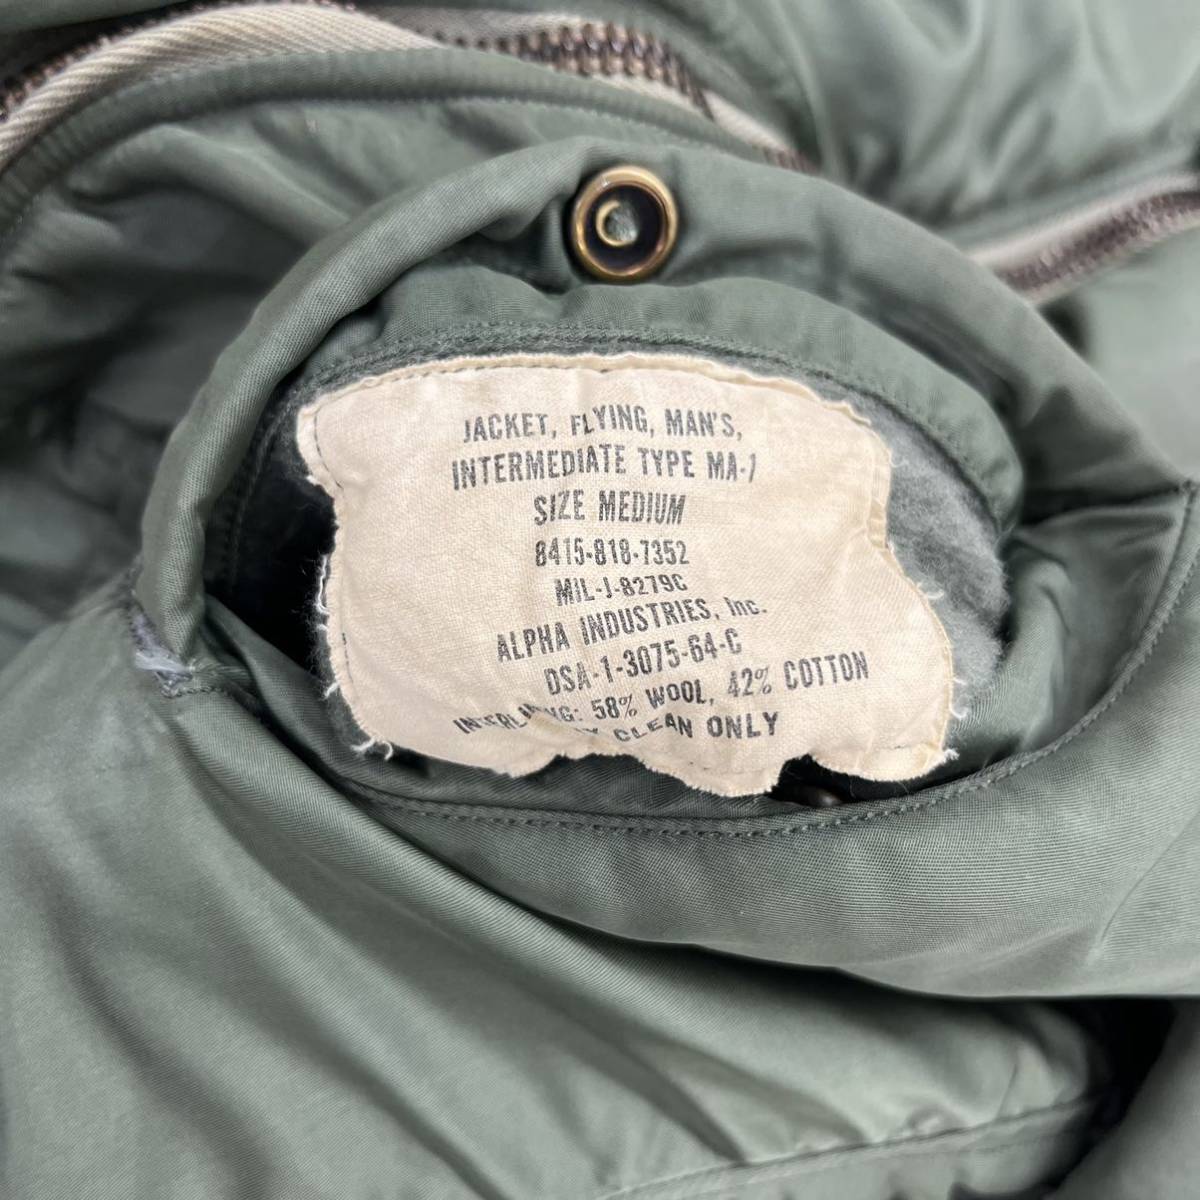 JACKET, FLYING, MAN'S,
INTERMEDIATE TYPE MA-1
SIZE MEDIUM
8415-818-7352
MIL-J-8279C
ALPHA INDUSTRIES, Inc.
DSA-1-3075-64-C
INTERLINING: 58% WOOL, 42% COTTON
CLEAN ONLY